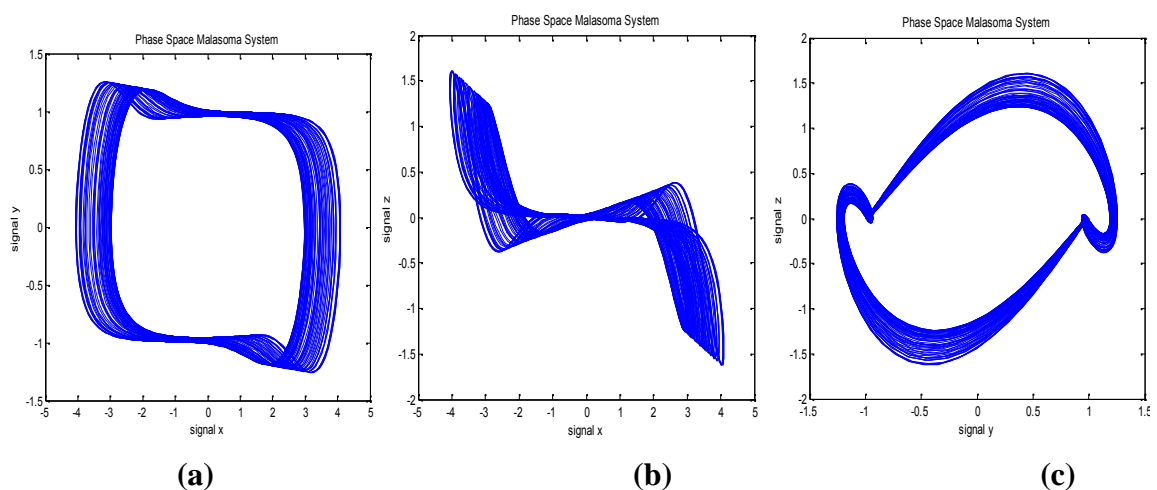 Phase Space Malasoma System
1.5
1
0.5
0
-0.5
-1
-1.5
signal y
-5 -4 -3 -2 -1 0 1 2 3 4 5
signal x
(a)
Phase Space Malasoma System
2
1.5
1
0.5
0
-0.5
-1
-1.5
-2
signal z
-5 -4 -3 -2 -1 0 1 2 3 4 5
signal x
(b)
Phase Space Malasoma System
2
1.5
1
0.5
0
-0.5
-1
-1.5
-2
signal z
-1.5 -1 -0.5 0 0.5 1 1.5
signal y
(c)